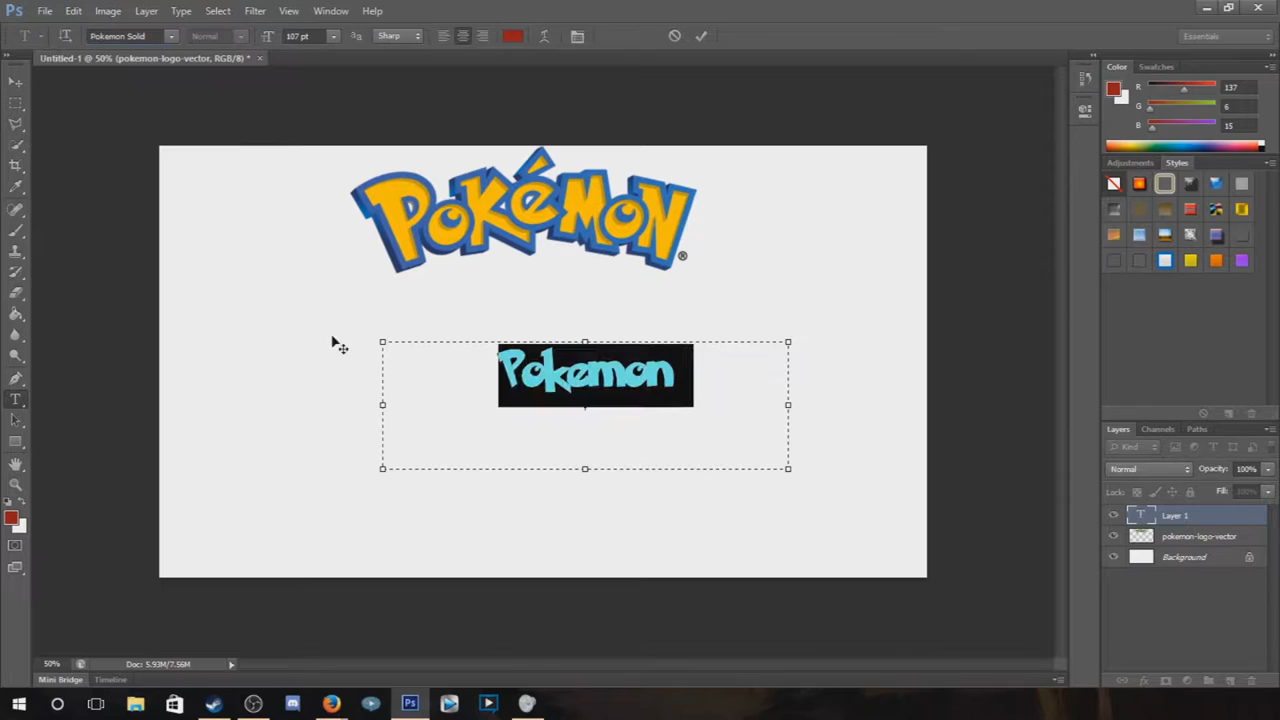 Ps File Edit Image Layer Type Select Filter View Window Help
Pokemon Solid Normal 107 pt Sharp Essentials
Untitled-1 @ 50% (pokemon-logo-vector, RGB/8) *
Color Swatches
R 137
G 6
B 15
Adjustments Styles
POKéMON ®
Pokemon
Layers Channels Paths
Kind
Normal Opacity: 100%
Lock: Fill: 100%
Layer 1
pokemon-logo-vector
Background
50% Doc: 5.93M/7.56M
Mini Bridge Timeline
Ps